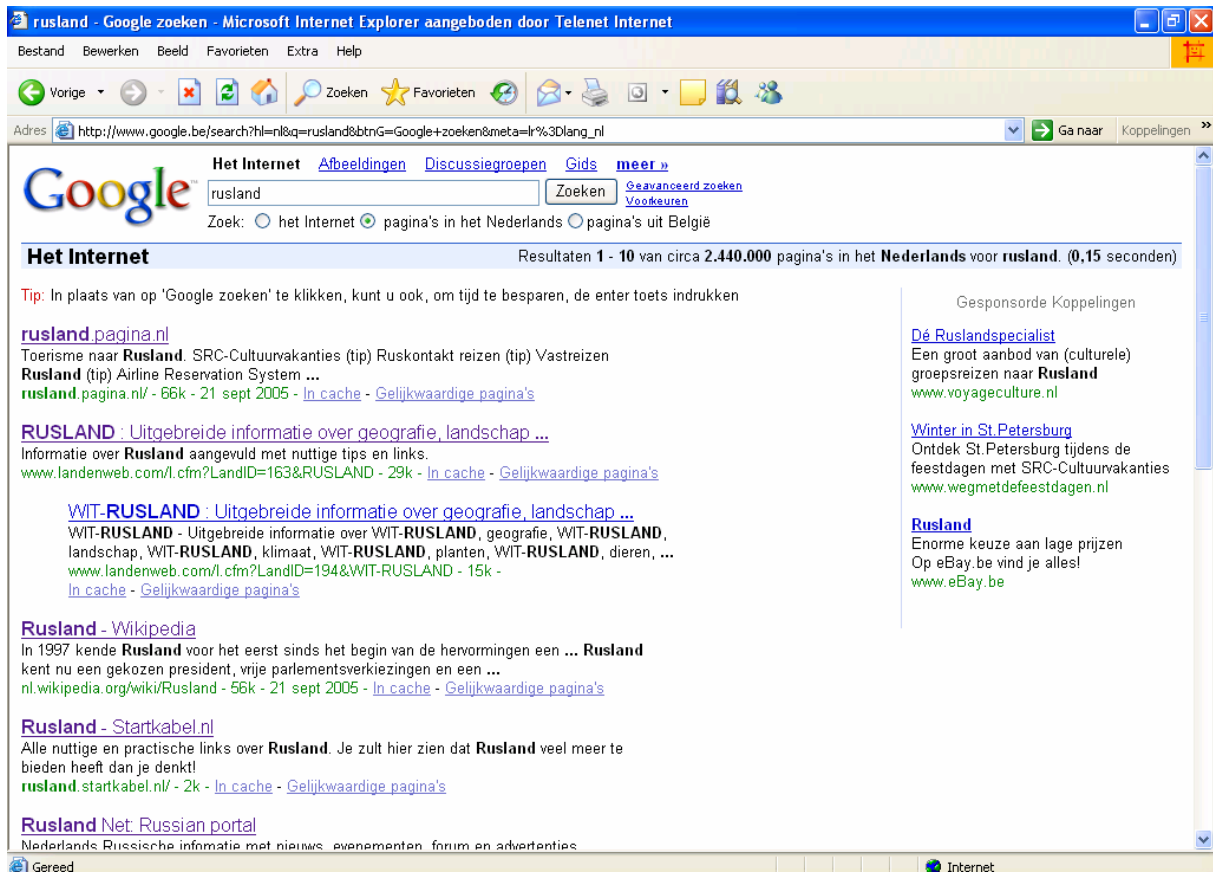 rusland - Google zoeken - Microsoft Internet Explorer aangeboden door Telenet Internet
Bestand Bewerken Beeld Favorieten Extra Help
Vorige Zoeken Favorieten
Adres http://www.google.be/search?hl=nl&q=rusland&btnG=Google+zoeken&meta=lr%3Dlang_nl Ga naar Koppelingen »
Het Internet Afbeeldingen Discussiegroepen Gids meer »
Google™ rusland Zoeken Geavanceerd zoeken
Voorkeuren
Zoek: het Internet pagina's in het Nederlands pagina's uit België
Het Internet Resultaten 1 - 10 van circa 2.440.000 pagina's in het Nederlands voor rusland. (0,15 seconden)
Tip: In plaats van op 'Google zoeken' te klikken, kunt u ook, om tijd te besparen, de enter toets indrukken
rusland.pagina.nl
Toerisme naar Rusland. SRC-Cultuurvakanties (tip) Ruskontakt reizen (tip) Vastreizen
Rusland (tip) Airline Reservation System ...
rusland.pagina.nl/ - 66k - 21 sept 2005 - In cache - Gelijkwaardige pagina's
RUSLAND : Uitgebreide informatie over geografie, landschap ...
Informatie over Rusland aangevuld met nuttige tips en links.
www.landenweb.com/l.cfm?LandID=163&RUSLAND - 29k - In cache - Gelijkwaardige pagina's
WIT-RUSLAND : Uitgebreide informatie over geografie, landschap ...
WIT-RUSLAND - Uitgebreide informatie over WIT-RUSLAND, geografie, WIT-RUSLAND,
landschap, WIT-RUSLAND, klimaat, WIT-RUSLAND, planten, WIT-RUSLAND, dieren, ...
www.landenweb.com/l.cfm?LandID=194&WIT-RUSLAND - 15k -
In cache - Gelijkwaardige pagina's
Rusland - Wikipedia
In 1997 kende Rusland voor het eerst sinds het begin van de hervormingen een ... Rusland
kent nu een gekozen president, vrije parlementsverkiezingen en een ...
nl.wikipedia.org/wiki/Rusland - 56k - 21 sept 2005 - In cache - Gelijkwaardige pagina's
Rusland - Startkabel.nl
Alle nuttige en practische links over Rusland. Je zult hier zien dat Rusland veel meer te
bieden heeft dan je denkt!
rusland.startkabel.nl/ - 2k - In cache - Gelijkwaardige pagina's
Rusland Net: Russian portal
Nederlands Russische infomatie met nieuws, evenementen, forum en advertenties
Gesponsorde Koppelingen
Dé Ruslandspecialist
Een groot aanbod van (culturele)
groepsreizen naar Rusland
www.voyageculture.nl
Winter in St.Petersburg
Ontdek St.Petersburg tijdens de
feestdagen met SRC-Cultuurvakanties
www.wegmetdefeestdagen.nl
Rusland
Enorme keuze aan lage prijzen
Op eBay.be vind je alles!
www.eBay.be
Gereed Internet